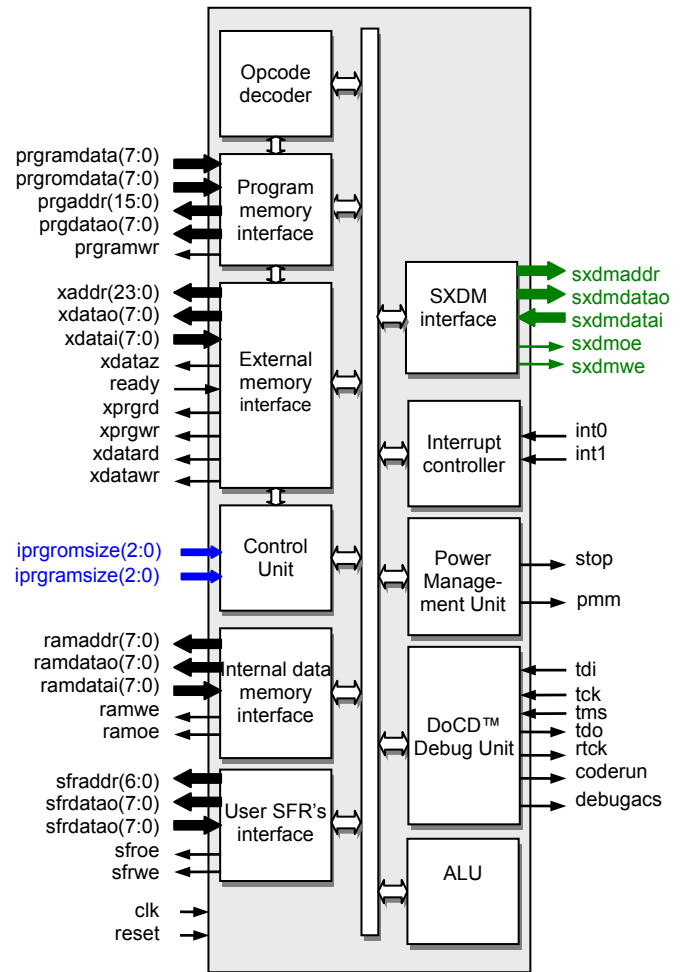 Opcode
decoder
prgramdata(7:0)
prgromdata(7:0)
prgaddr(15:0)
prgdatao(7:0)
prgramwr
Program
memory
interface
xaddr(23:0)
xdatao(7:0)
xdatai(7:0)
xdataz
ready
xprgrd
xprgwr
xdatard
xdatawr
External
memory
interface
iprgromsize(2:0)
iprgramsize(2:0)
Control
Unit
ramaddr(7:0)
ramdatao(7:0)
ramdatai(7:0)
ramwe
ramoe
Internal data
memory
interface
sfraddr(6:0)
sfrdatao(7:0)
sfrdatao(7:0)
sfroe
sfrwe
User SFR's
interface
clk
reset
SXDM
interface
sxdmaddr
sxdmdatao
sxdmdatai
sxdmoe
sxdmwe
Interrupt
controller
int0
int1
Power
Manage-
ment Unit
stop
pmm
DoCD™
Debug Unit
tdi
tck
tms
tdo
rtck
coderun
debugacs
ALU